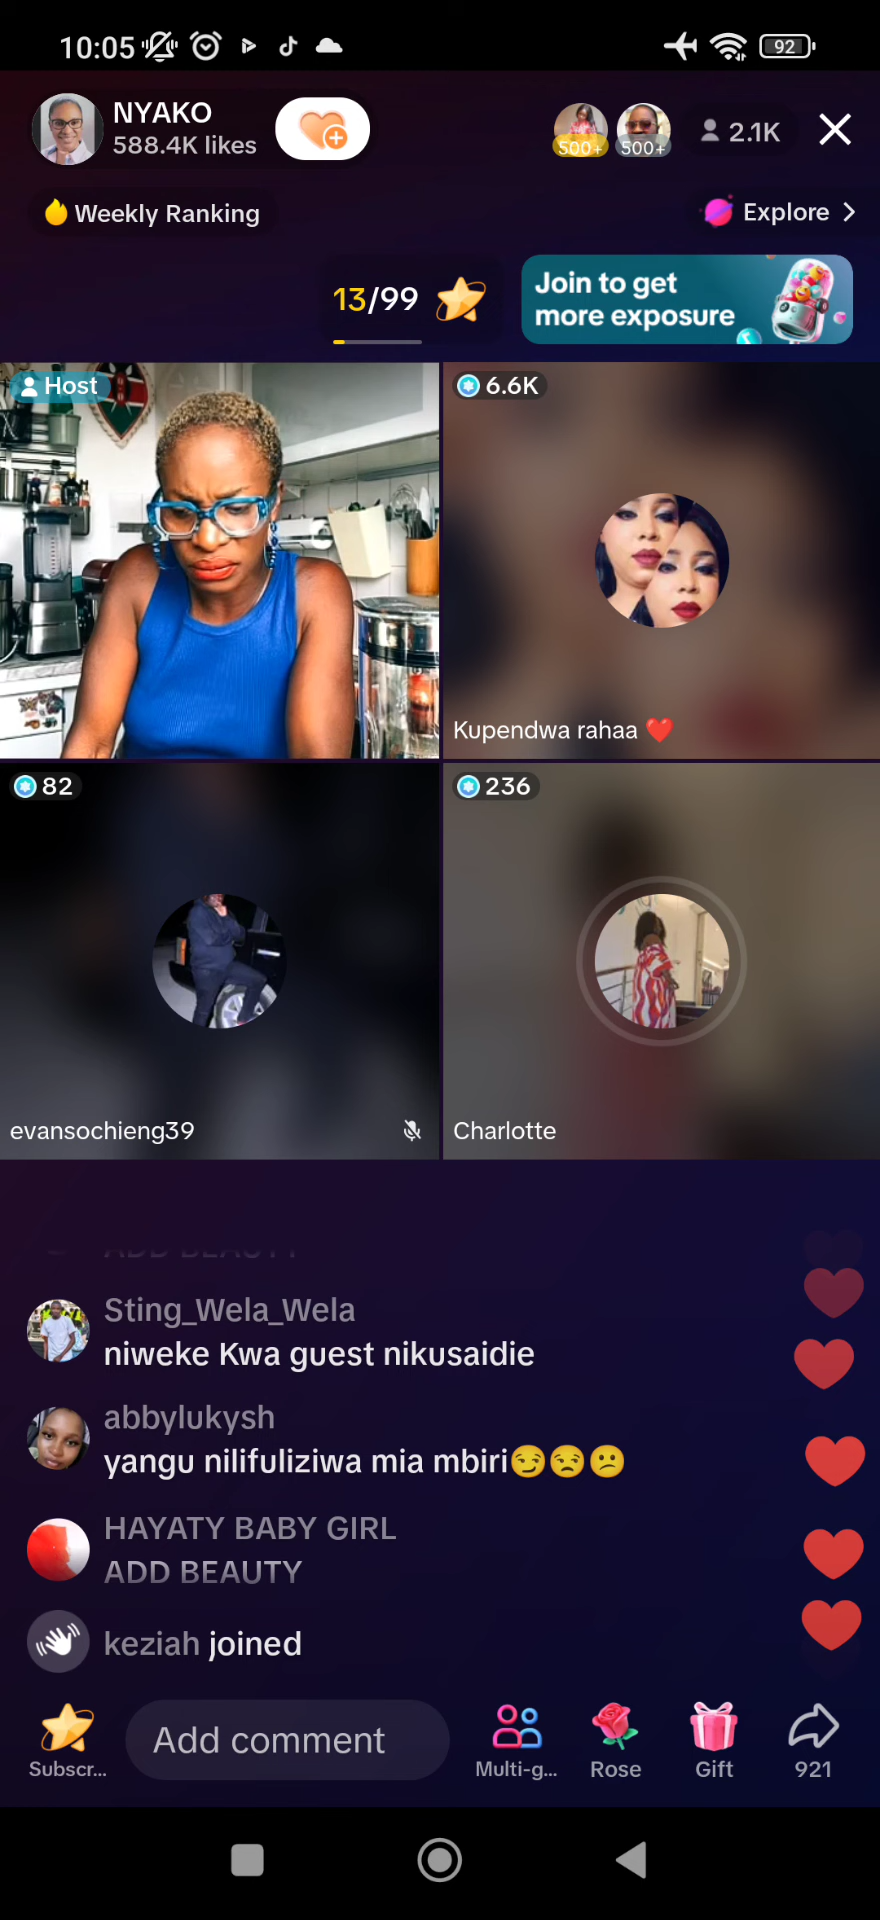 10:05
92
NYAKO
588.4K likes
500+
500+
2.1K
Weekly Ranking
Explore
13/99
Join to get
more exposure
Host
6.6K
Kupendwa rahaa ❤️
82
236
evansochieng39
Charlotte
ADD BEAUTY
Sting_Wela_Wela
niweke Kwa guest nikusaidie
abbylukysh
yangu nilifuliziwa mia mbiri😏😒😕
HAYATY BABY GIRL
ADD BEAUTY
keziah joined
Add comment
Subscr...
Multi-g...
Rose
Gift
921